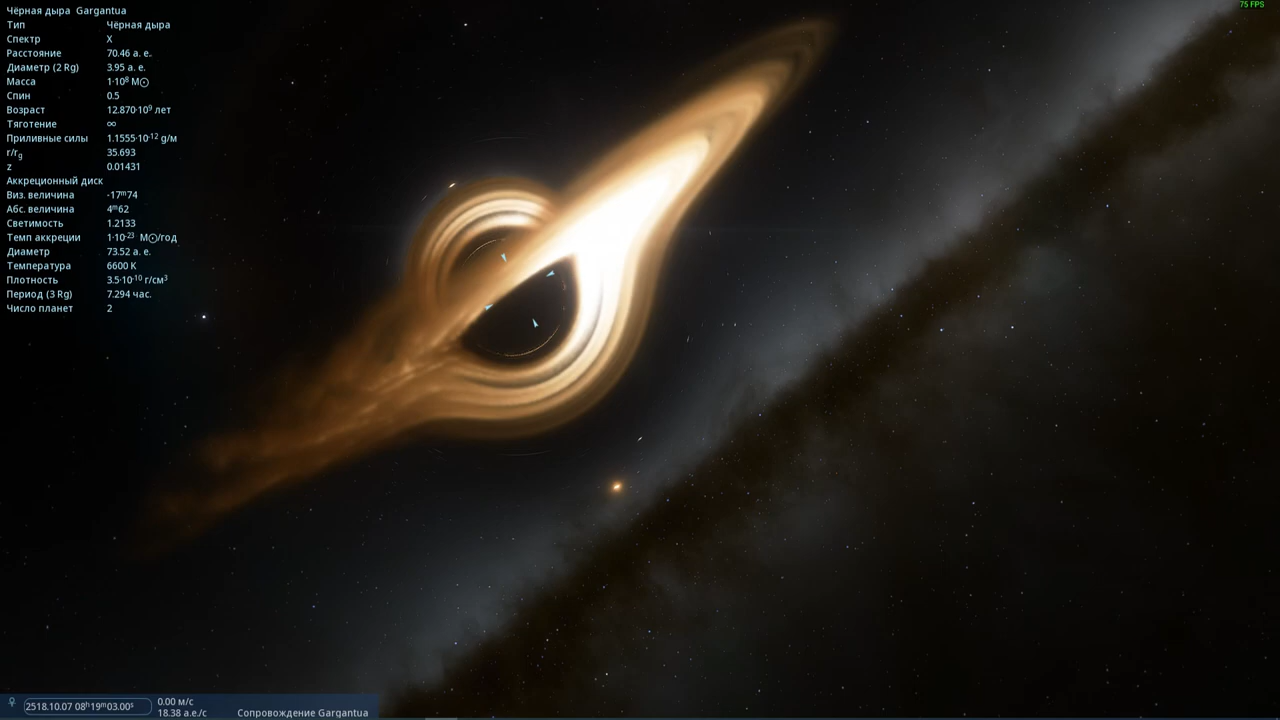 75 FPS
Чёрная дыра Gargantua
Тип Чёрная дыра
Спектр X
Расстояние 70.46 а. е.
Диаметр (2 Rg) 3.95 а. е.
Масса 1·10⁸ M☉
Спин 0.5
Возраст 12.870·10⁹ лет
Тяготение ∞
Приливные силы 1.1555·10⁻¹² g/м
r/rg 35.693
z 0.01431
Аккреционный диск
Виз. величина -17ᵐ74
Абс. величина 4ᵐ62
Светимость 1.2133
Темп аккреции 1·10⁻²³ M☉/год
Диаметр 73.52 а. е.
Температура 6600 K
Плотность 3.5·10⁻¹⁰ г/см³
Период (3 Rg) 7.294 час.
Число планет 2
2518.10.07 08ʰ19ᵐ03.00ˢ
0.00 м/с
18.38 а.е./с Сопровождение Gargantua